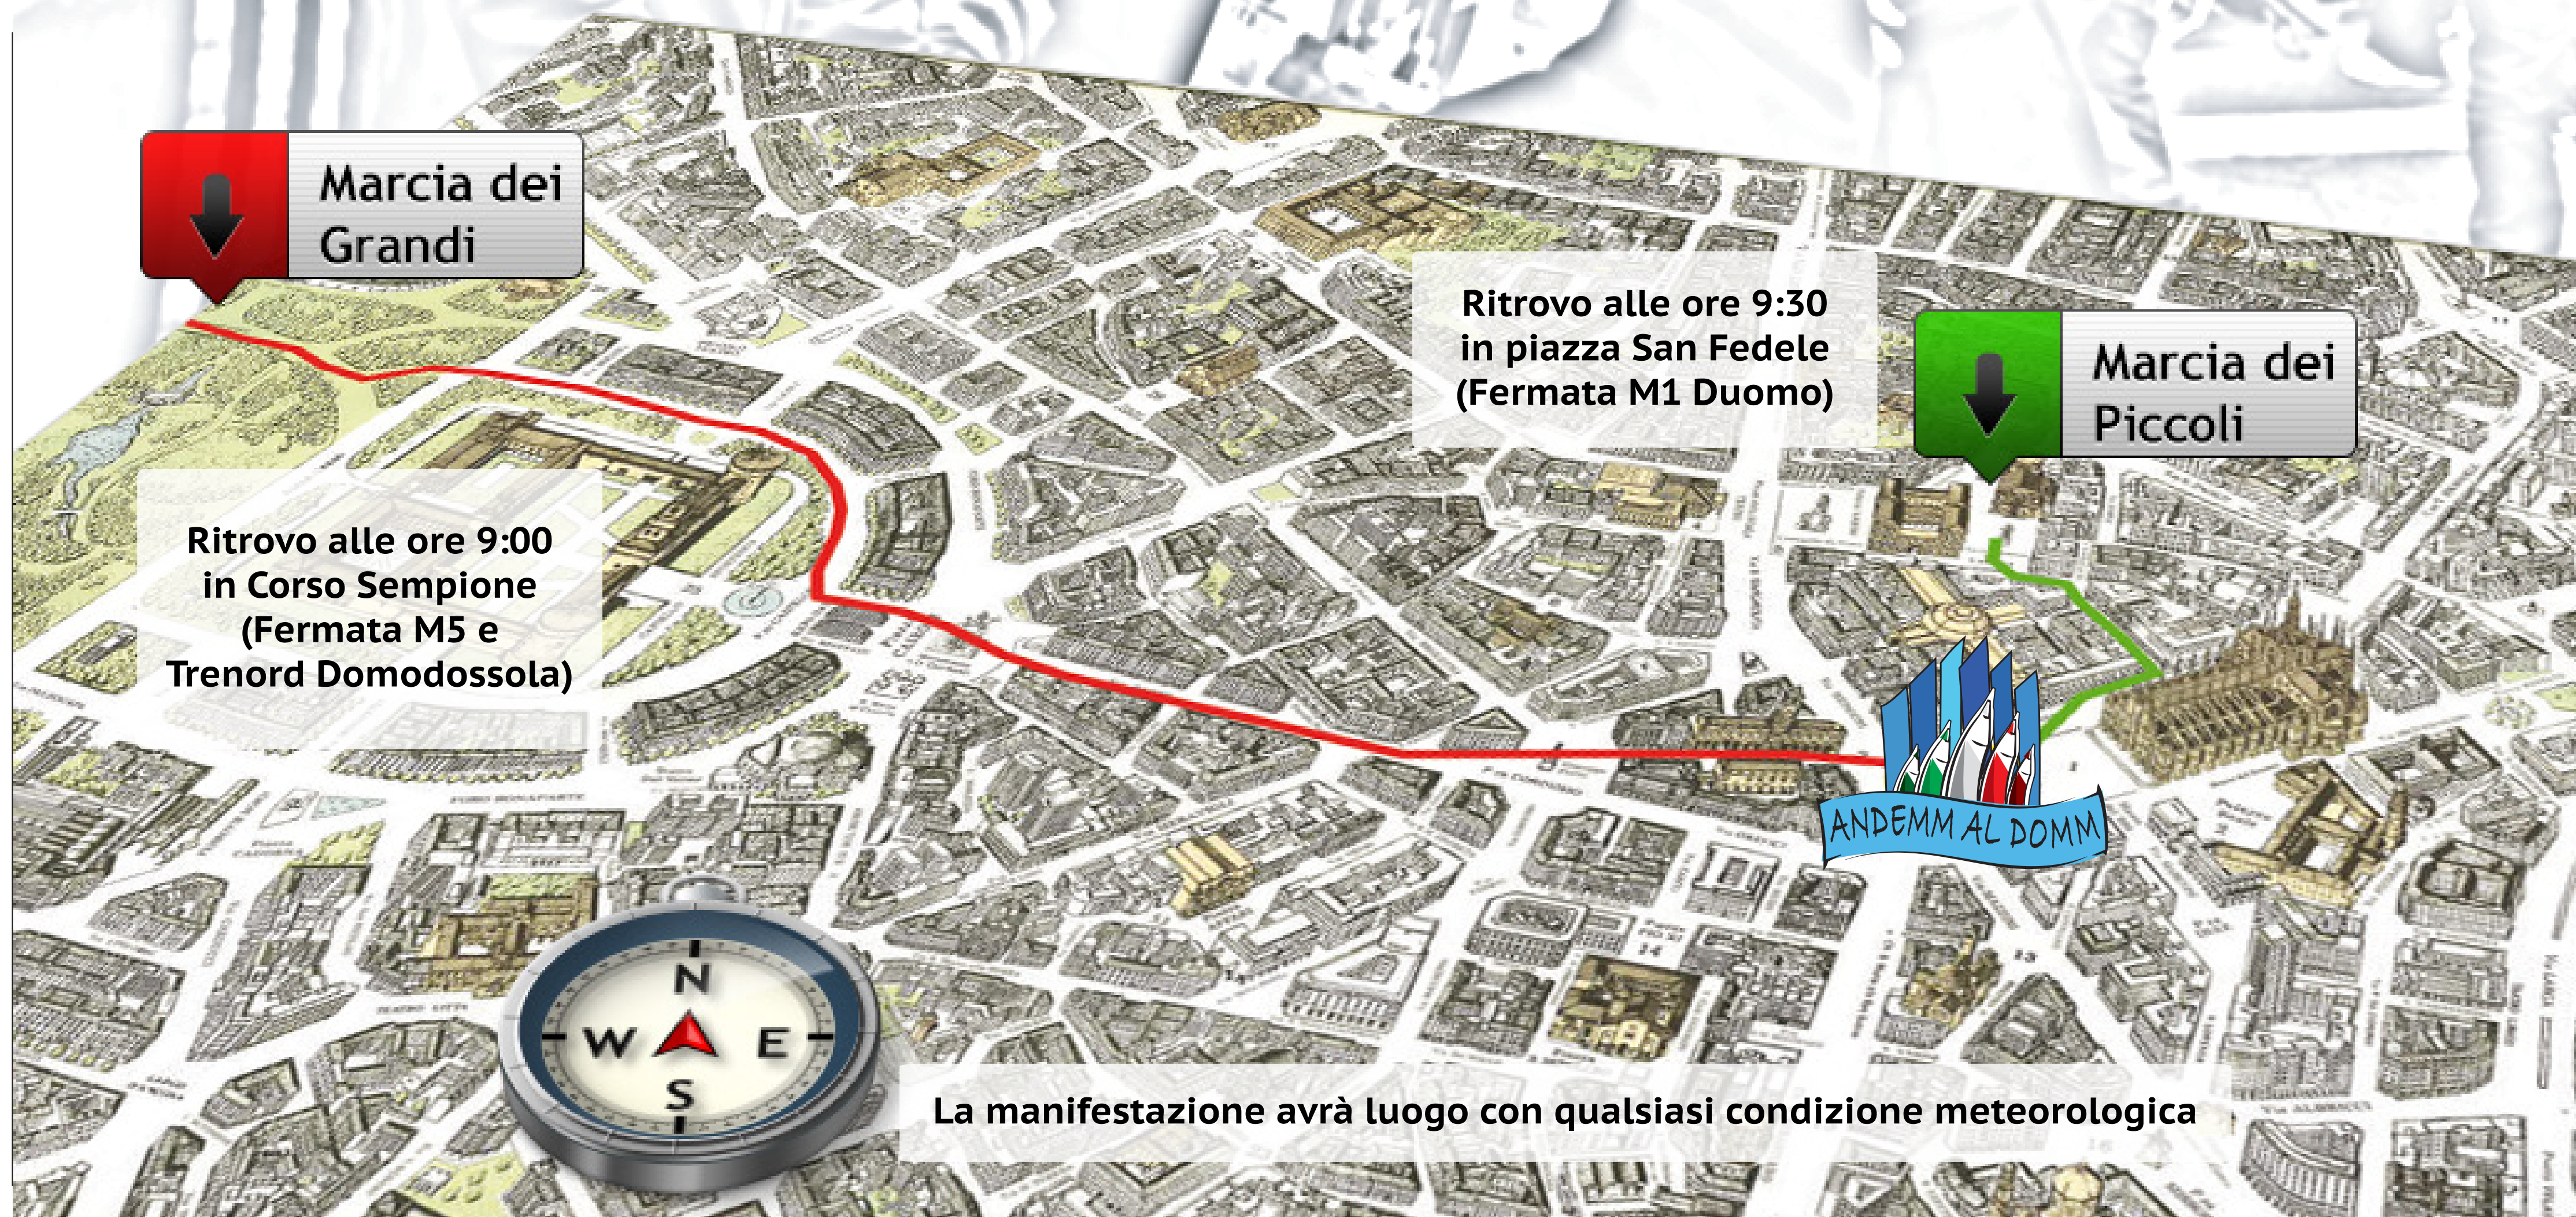 Marcia dei
Grandi
Ritrovo alle ore 9:30
in piazza San Fedele
(Fermata M1 Duomo)
Marcia dei
Piccoli
Ritrovo alle ore 9:00
in Corso Sempione
(Fermata M5 e
Trenord Domodossola)
ANDEMM AL DOMM
N
W E
S
La manifestazione avrà luogo con qualsiasi condizione meteorologica